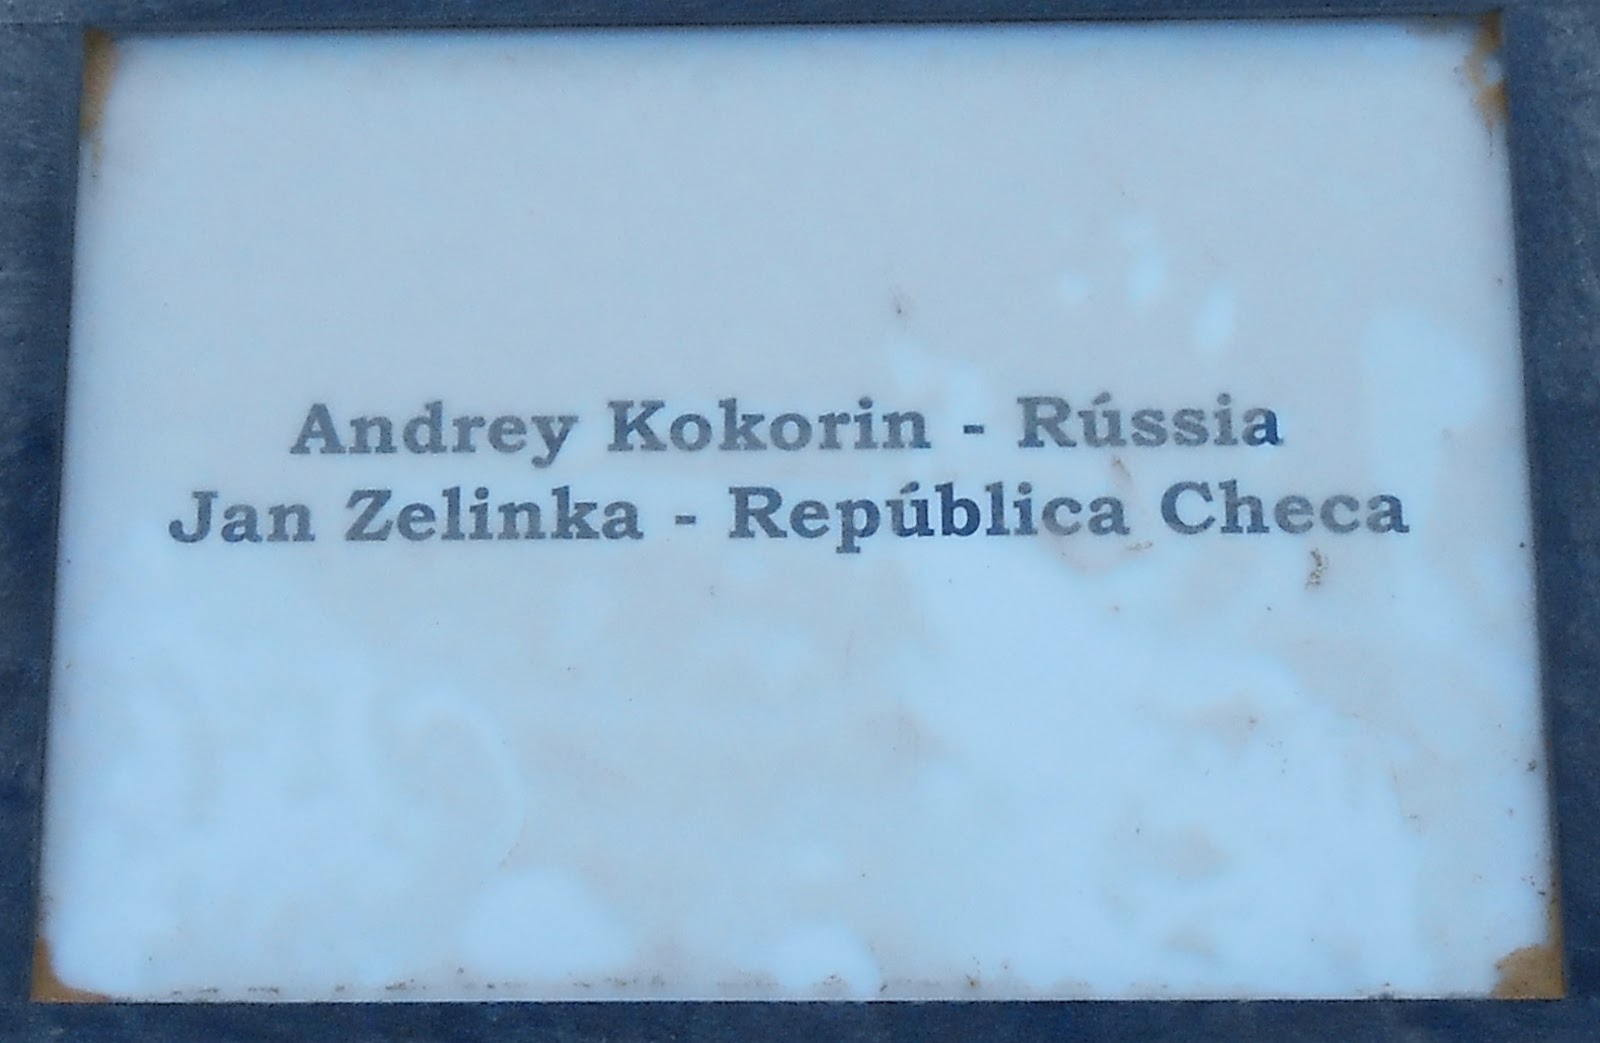 Andrey Kokorin - Rússia
Jan Zelinka - República Checa